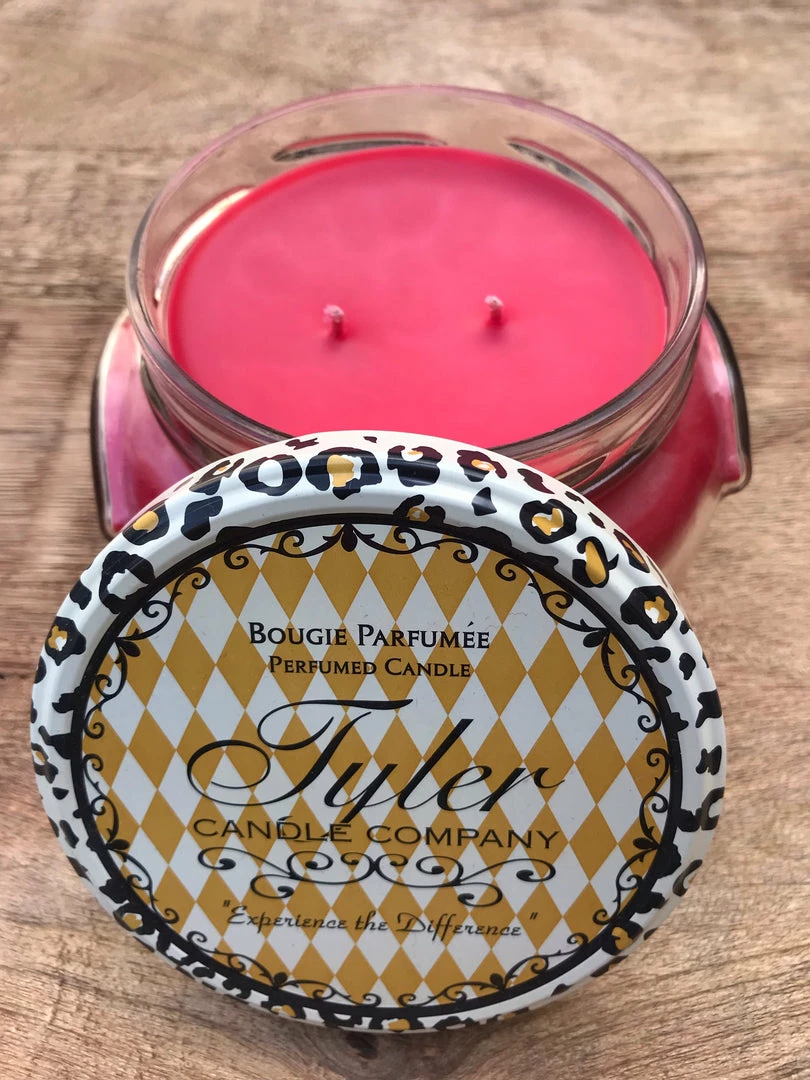 BOUGIE PARFUMÉE
PERFUMED CANDLE
Tyler
CANDLE COMPANY
"Experience the Difference"